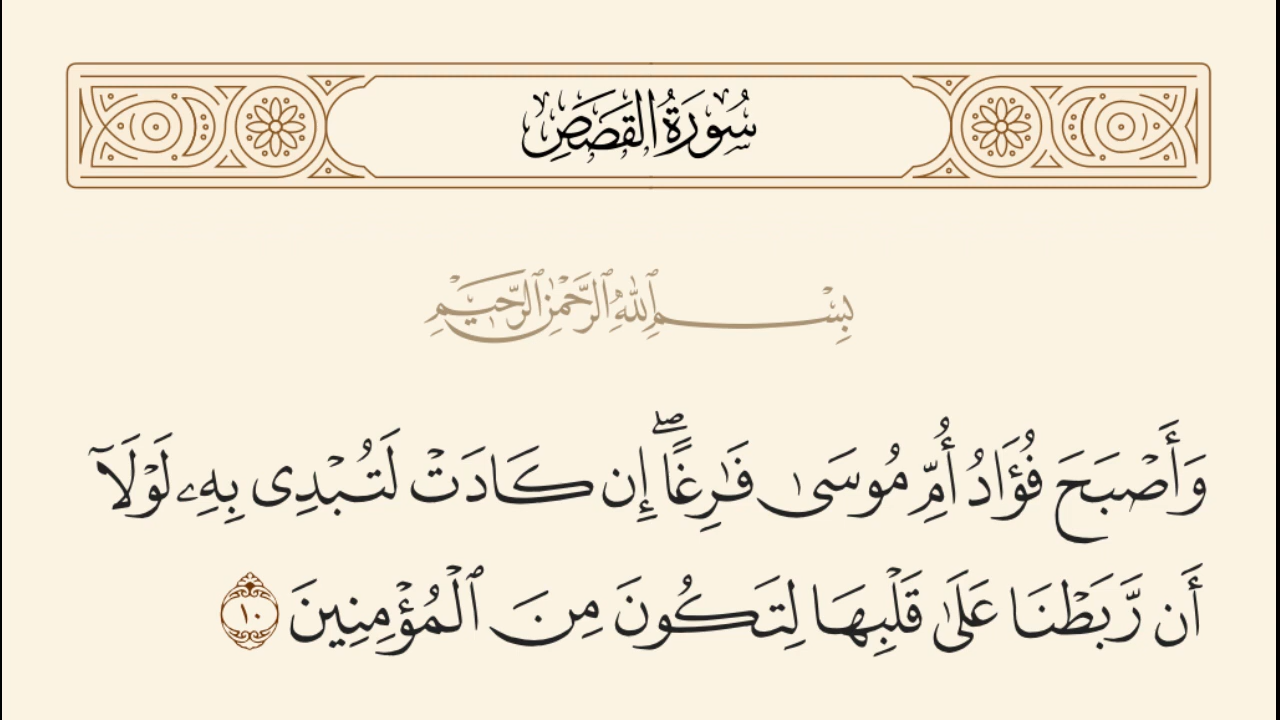 سُورَةُ القَصَصِ
بِسْمِ ٱللَّهِ ٱلرَّحْمَٰنِ ٱلرَّحِيمِ
وَأَصْبَحَ فُؤَادُ أُمِّ مُوسَىٰ فَٰرِغًاۖ إِن كَادَتْ لَتُبْدِى بِهِۦ لَوْلَآ
أَن رَّبَطْنَا عَلَىٰ قَلْبِهَا لِتَكُونَ مِنَ ٱلْمُؤْمِنِينَ ١٠